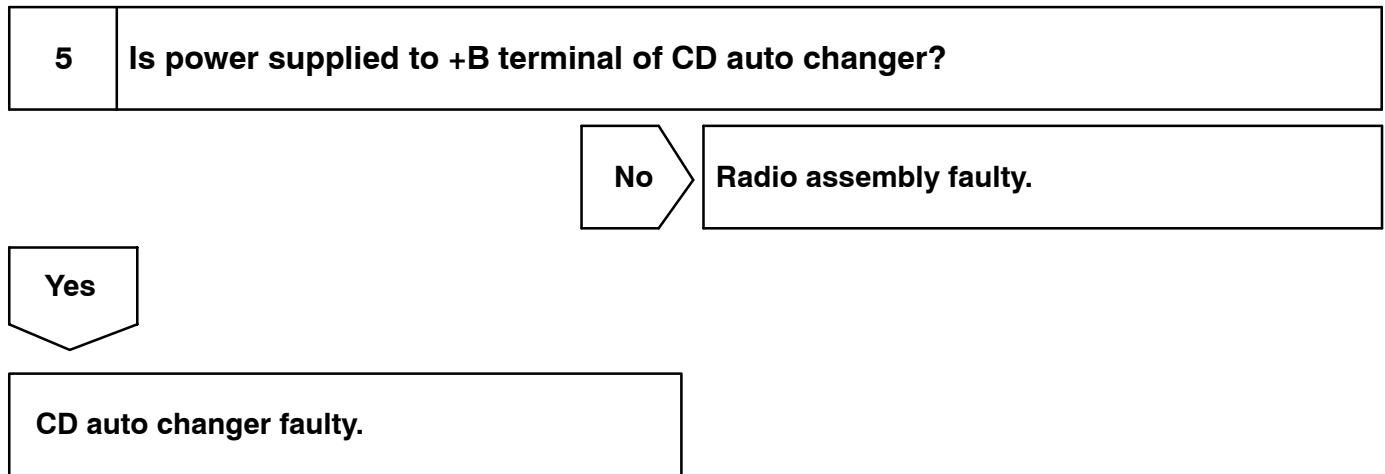 5 Is power supplied to +B terminal of CD auto changer?
No Radio assembly faulty.
Yes
CD auto changer faulty.